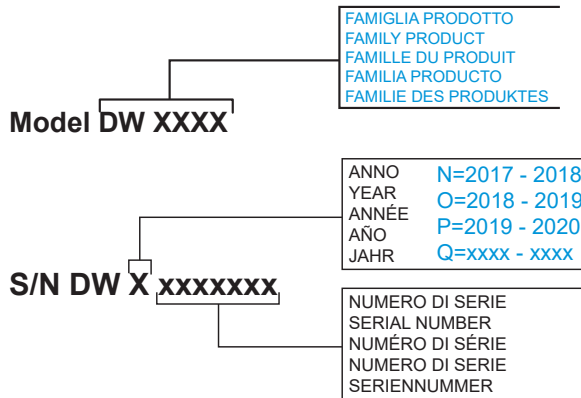 FAMIGLIA PRODOTTO
FAMILY PRODUCT
FAMILLE DU PRODUIT
FAMILIA PRODUCTO
FAMILIE DES PRODUKTES
Model DW XXXX
ANNO
YEAR
ANNÉE
AÑO
JAHR
N=2017 - 2018
O=2018 - 2019
P=2019 - 2020
Q=xxxx - xxxx
S/N DW X xxxxxxx
NUMERO DI SERIE
SERIAL NUMBER
NUMÉRO DI SÉRIE
NUMERO DI SERIE
SERIENNUMMER